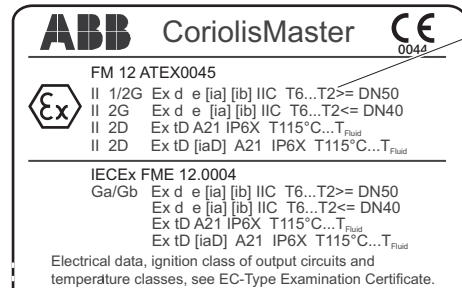 ABB CoriolisMaster CE
0044
FM 12 ATEX0045
Ex II 1/2G Ex d e [ia] [ib] IIC T6...T2>= DN50
II 2G Ex d e [ia] [ib] IIC T6...T2<= DN40
II 2D Ex tD A21 IP6X T115°C...TFluid
II 2D Ex tD [iaD] A21 IP6X T115°C...TFluid
IECEx FME 12.0004
Ga/Gb Ex d e [ia] [ib] IIC T6...T2>= DN50
Ex d e [ia] [ib] IIC T6...T2<= DN40
Ex tD A21 IP6X T115°C...TFluid
Ex tD [iaD] A21 IP6X T115°C...TFluid
Electrical data, ignition class of output circuits and
temperature classes, see EC-Type Examination Certificate.